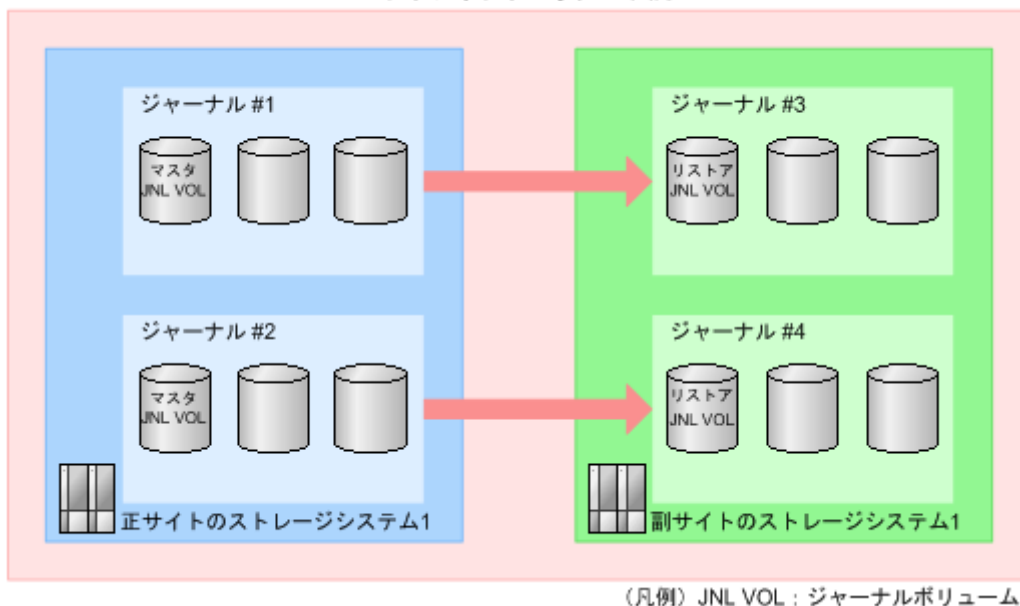 ジャーナル #1
マスタ
JNL VOL
ジャーナル #3
リストア
JNL VOL
ジャーナル #2
マスタ
JNL VOL
ジャーナル #4
リストア
JNL VOL
正サイトのストレージシステム1
副サイトのストレージシステム1
（凡例）JNL VOL：ジャーナルボリューム